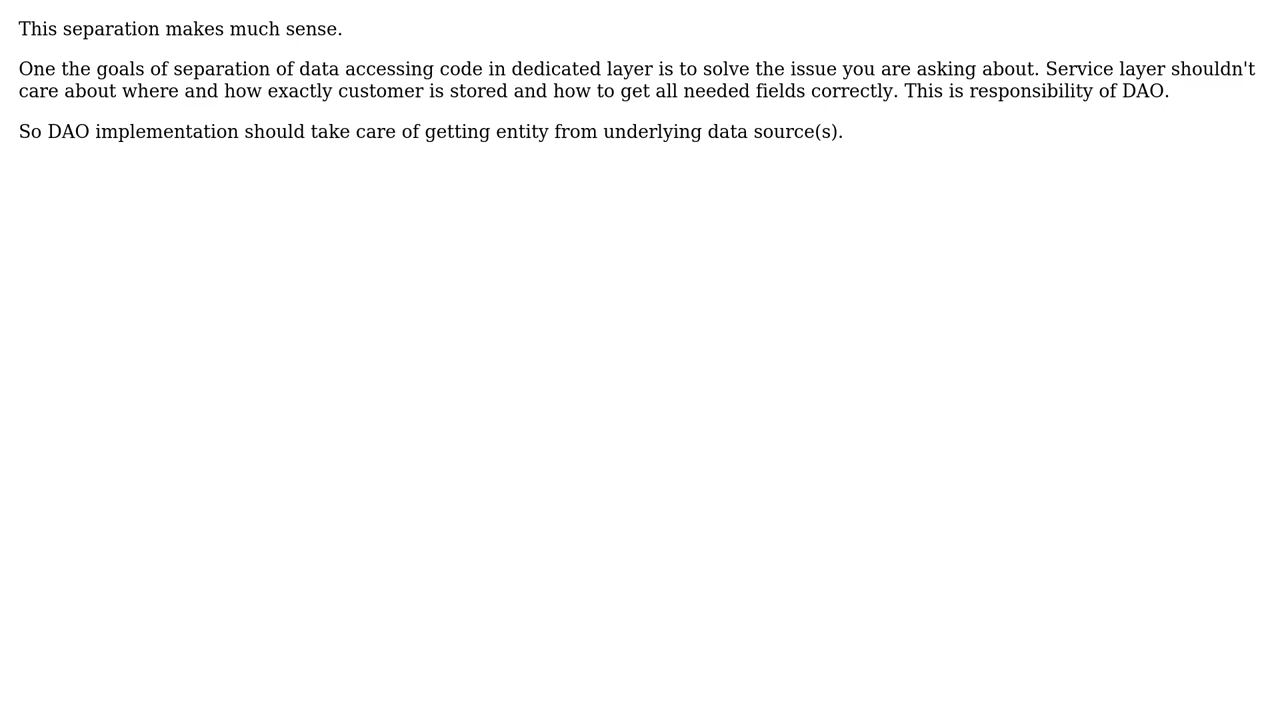 This separation makes much sense.
One the goals of separation of data accessing code in dedicated layer is to solve the issue you are asking about. Service layer shouldn't
care about where and how exactly customer is stored and how to get all needed fields correctly. This is responsibility of DAO.
So DAO implementation should take care of getting entity from underlying data source(s).